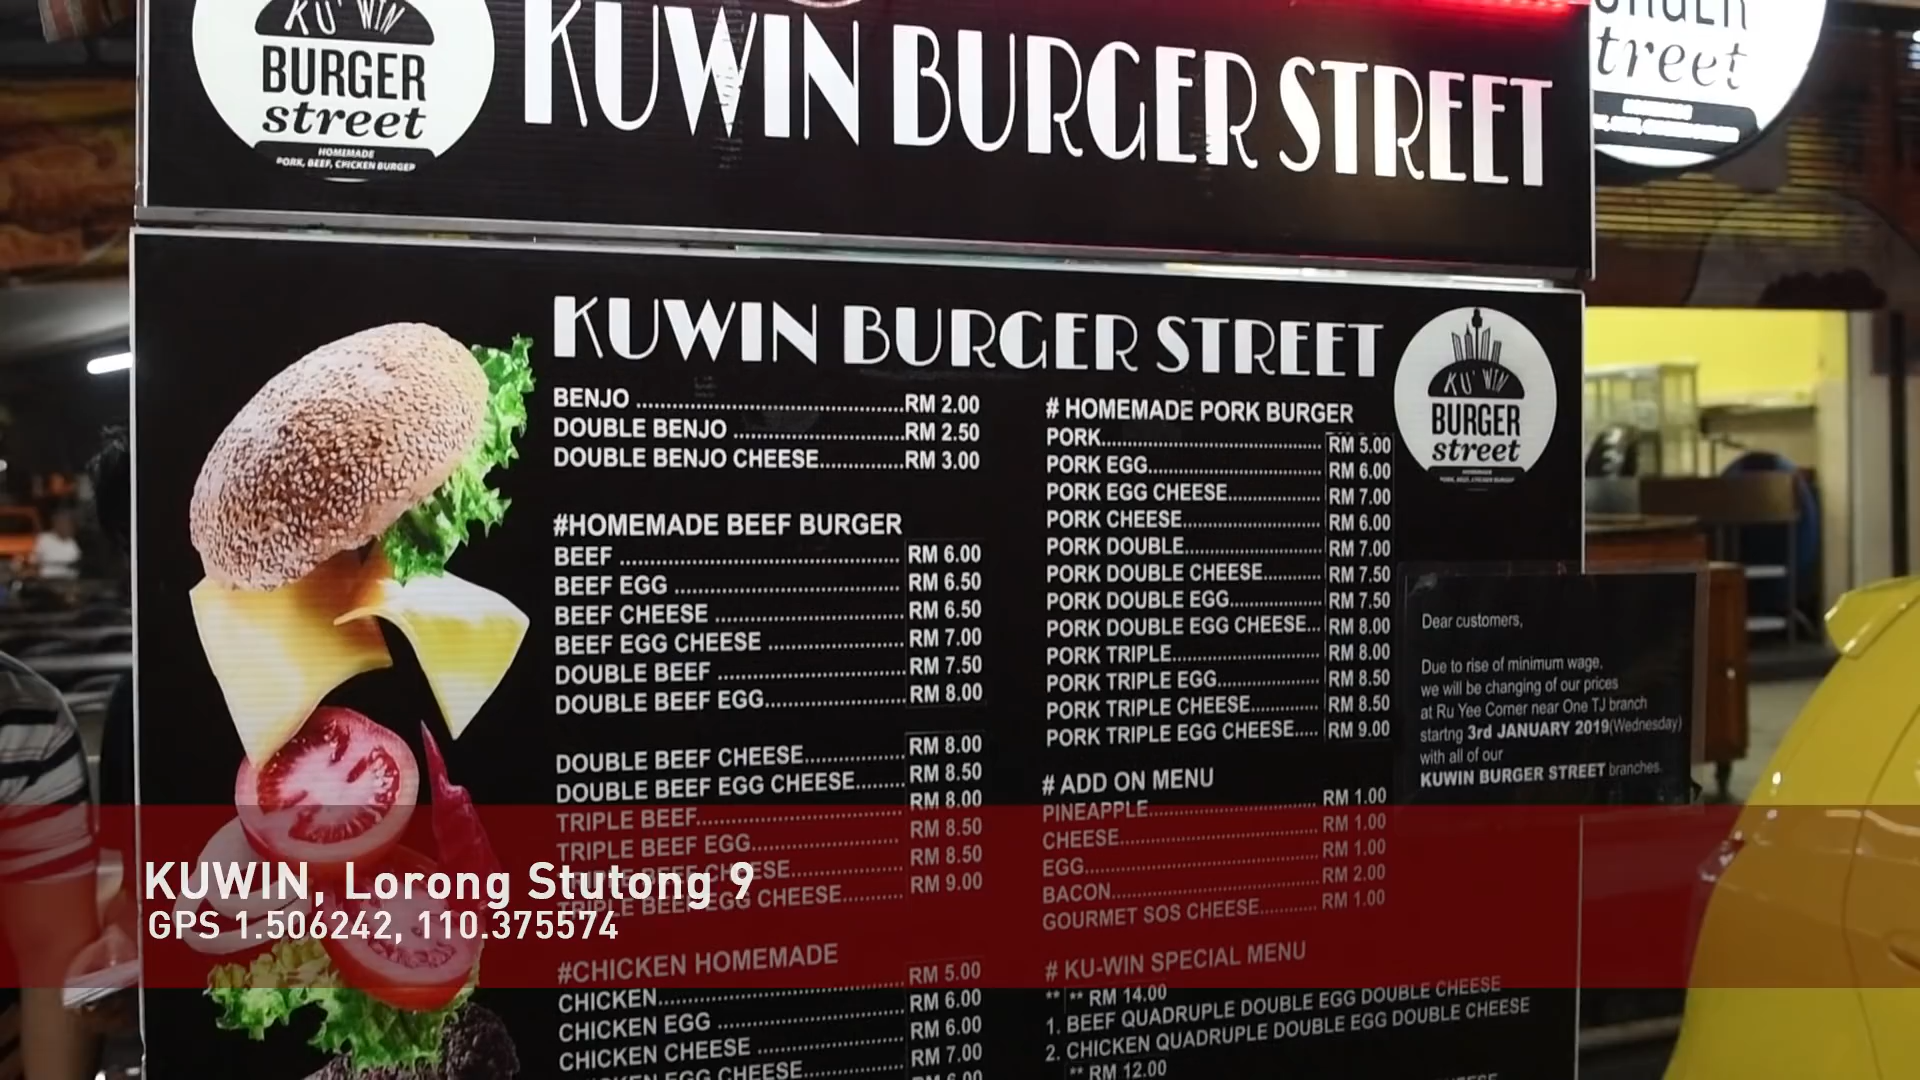 KU' WIN
BURGER
street
HOMEMADE
PORK, BEEF, CHICKEN BURGER
KUWIN BURGER STREET
treet
KUWIN BURGER STREET
BENJO ........ RM 2.00
DOUBLE BENJO ........ RM 2.50
DOUBLE BENJO CHEESE........ RM 3.00
#HOMEMADE BEEF BURGER
BEEF ........ RM 6.00
BEEF EGG ........ RM 6.50
BEEF CHEESE ........ RM 6.50
BEEF EGG CHEESE ........ RM 7.00
DOUBLE BEEF ........ RM 7.50
DOUBLE BEEF EGG........ RM 8.00
DOUBLE BEEF CHEESE........ RM 8.00
DOUBLE BEEF EGG CHEESE........ RM 8.50
TRIPLE BEEF........ RM 8.00
TRIPLE BEEF EGG........ RM 8.50
TRIPLE BEEF CHEESE........ RM 8.50
TRIPLE BEEF EGG CHEESE........ RM 9.00
#CHICKEN HOMEMADE
CHICKEN........ RM 5.00
CHICKEN EGG ........ RM 6.00
CHICKEN CHEESE ........ RM 6.00
CHICKEN EGG CHEESE........ RM 7.00
RM 6.00
# HOMEMADE PORK BURGER
PORK........ RM 5.00
PORK EGG........ RM 6.00
PORK EGG CHEESE........ RM 7.00
PORK CHEESE........ RM 6.00
PORK DOUBLE........ RM 7.00
PORK DOUBLE CHEESE........ RM 7.50
PORK DOUBLE EGG........ RM 7.50
PORK DOUBLE EGG CHEESE... RM 8.00
PORK TRIPLE........ RM 8.00
PORK TRIPLE EGG........ RM 8.50
PORK TRIPLE CHEESE........ RM 8.50
PORK TRIPLE EGG CHEESE..... RM 9.00
# ADD ON MENU
PINEAPPLE........ RM 1.00
CHEESE........ RM 1.00
EGG........ RM 1.00
BACON........ RM 2.00
GOURMET SOS CHEESE........ RM 1.00
# KU-WIN SPECIAL MENU
** ** RM 14.00
1. BEEF QUADRUPLE DOUBLE EGG DOUBLE CHEESE
2. CHICKEN QUADRUPLE DOUBLE EGG DOUBLE CHEESE
** RM 12.00
KU' WIN
BURGER
street
Dear customers,
Due to rise of minimum wage,
we will be changing of our prices
at Ru Yee Corner near One TJ branch
startng 3rd JANUARY 2019(Wednesday)
with all of our
KUWIN BURGER STREET branches.
KUWIN, Lorong Stutong 9
GPS 1.506242, 110.375574